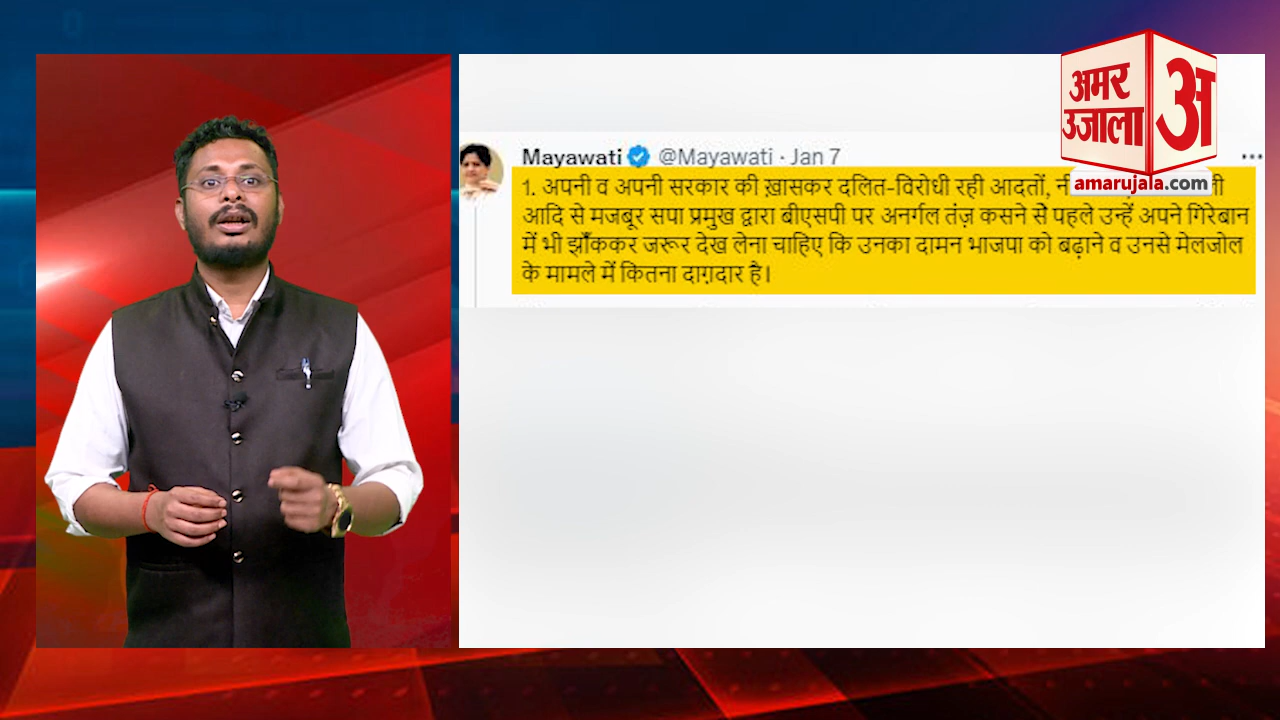 अमर
उजाला
अ
amarujala.com
Mayawati @Mayawati · Jan 7
1. अपनी व अपनी सरकार की ख़ासकर दलित-विरोधी रही आदतों,
आदि से मजबूर सपा प्रमुख द्वारा बीएसपी पर अनर्गल तंज़ कसने से पहले उन्हें अपने गिरेबान
में भी झाँककर जरूर देख लेना चाहिए कि उनका दामन भाजपा को बढ़ाने व उनसे मेलजोल
के मामले में कितना दाग़दार है।